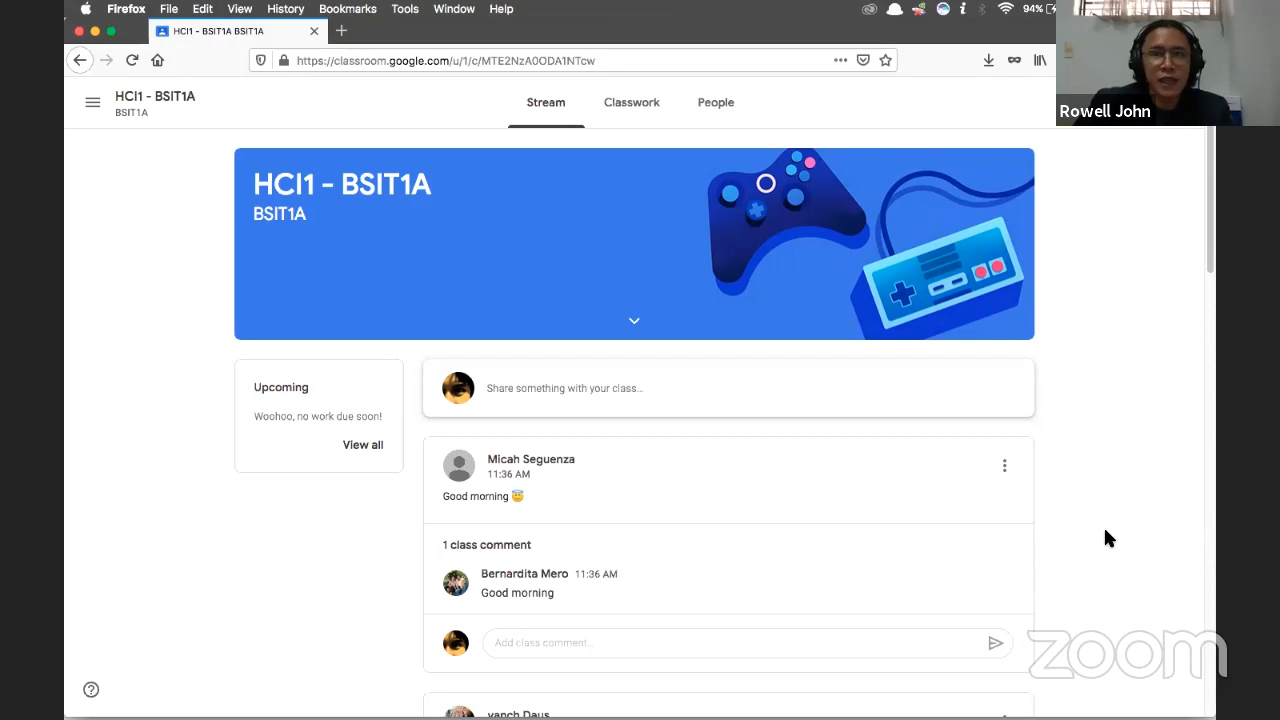 Firefox File Edit View History Bookmarks Tools Window Help
94%
HCI1 - BSIT1A BSIT1A
https://classroom.google.com/u/1/c/MTE2NzA0ODA1NTcw
HCI1 - BSIT1A
BSIT1A
Stream Classwork People
Rowell John
HCI1 - BSIT1A
BSIT1A
Upcoming
Woohoo, no work due soon!
View all
Share something with your class...
Micah Seguenza
11:36 AM
Good morning 😇
1 class comment
Bernardita Mero 11:36 AM
Good morning
Add class comment...
zoom
yanch Daus